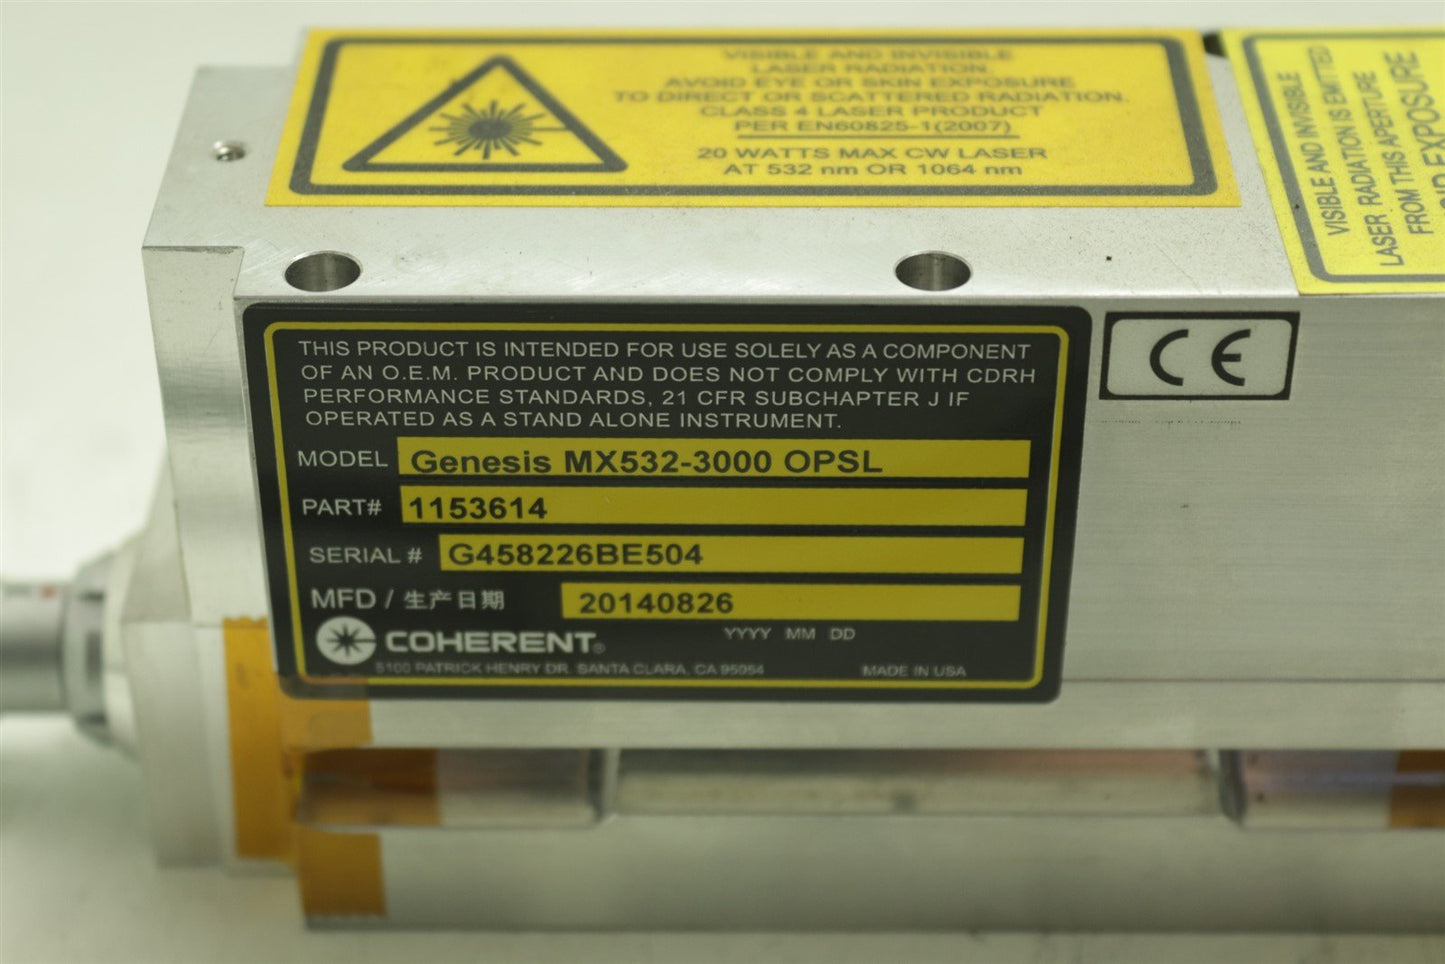 VISIBLE AND INVISIBLE
LASER RADIATION.
AVOID EYE OR SKIN EXPOSURE
TO DIRECT OR SCATTERED RADIATION.
CLASS 4 LASER PRODUCT
PER EN60825-1(2007)
20 WATTS MAX CW LASER
AT 532 nm OR 1064 nm
VISIBLE AND INVISIBLE
LASER RADIATION IS EMITTED
FROM THIS APERTURE
EXPOSURE
THIS PRODUCT IS INTENDED FOR USE SOLELY AS A COMPONENT
OF AN O.E.M. PRODUCT AND DOES NOT COMPLY WITH CDRH
PERFORMANCE STANDARDS, 21 CFR SUBCHAPTER J IF
OPERATED AS A STAND ALONE INSTRUMENT.
MODEL Genesis MX532-3000 OPSL
PART# 1153614
SERIAL # G458226BE504
MFD / 生产日期 20140826
YYYY MM DD
COHERENT®
5100 PATRICK HENRY DR. SANTA CLARA, CA 95054 MADE IN USA
CE